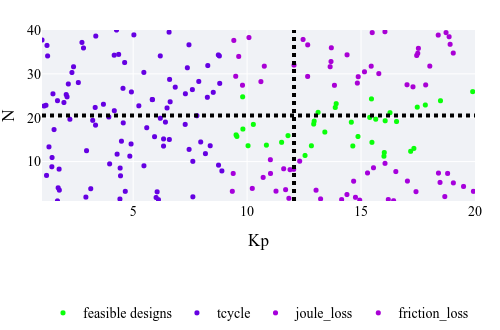 40
30
N
20
10
5
10
15
20
Kp
feasible designs
tcycle
joule_loss
friction_loss